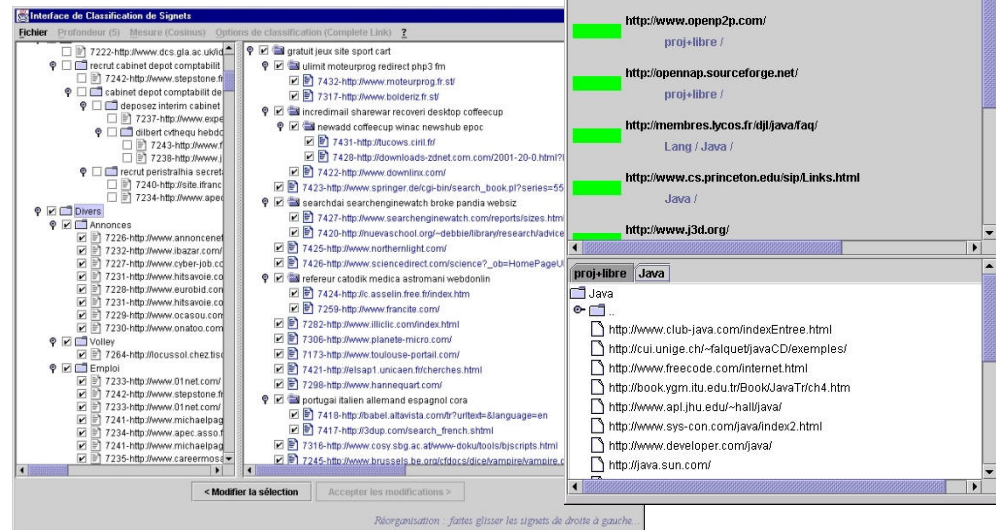 Interface de Classification de Signets
Fichier Profondeur (5) Mesure (Cosinus) Options de classification (Complete Link) ?
7222-http://www.dcs.gla.ac.uk/id
recrut cabinet depot comptabilit
7242-http://www.stepstone.fr
cabinet depot comptabilit de
deposez interim cabinet
7237-http://www.expe
dilbert cvthequ hebdo
7243-http://www.f
7238-http://www.j
recrut peristralhia secreta
7240-http://site.ifranc
7234-http://www.apec
Divers
Annonces
7226-http://www.annoncenet
7232-http://www.ibazar.com/
7227-http://www.cyber-job.co
7231-http://www.hitsavoie.co
7228-http://www.eurobid.con
7231-http://www.hitsavoie.co
7229-http://www.ocasou.com
7230-http://www.onatoo.com
Volley
7264-http://locussol.chez.tisc
Emploi
7233-http://www.01net.com/
7242-http://www.stepstone.fr
7233-http://www.01net.com/
7241-http://www.michaelpag
7234-http://www.apec.asso.f
7241-http://www.michaelpag
7235-http://www.careermosa
gratuit jeux site sport cart
ulimit moteurprog redirect php3 fm
7432-http://www.moteurprog.fr.st/
7317-http://www.bolderiz.fr.st/
incredimail sharewar recoveri desktop coffeecup
newadd coffeecup winac newshub epoc
7431-http://tucows.ciril.fr/
7428-http://downloads-zdnet.com.com/2001-20-0.html?l
7422-http://www.downlinx.com/
7423-http://www.springer.de/cgi-bin/search_book.pl?series=55
searchdai searchenginewatch broke pandia websiz
7427-http://www.searchenginewatch.com/reports/sizes.htm
7420-http://nuevaschool.org/~debbie/library/research/advice
7425-http://www.northernlight.com/
7426-http://www.sciencedirect.com/science?_ob=HomePageU
refereur catodik medica astromani webdonlin
7424-http://c.asselin.free.fr/index.htm
7259-http://www.francite.com/
7282-http://www.illiclic.com/index.html
7306-http://www.planete-micro.com/
7173-http://www.toulouse-portail.com/
7421-http://elsap1.unicaen.fr/cherches.html
7298-http://www.hannequart.com/
portugai italien allemand espagnol cora
7418-http://babel.altavista.com/tr?urltext=&language=en
7417-http://3dup.com/search_french.shtml
7316-http://www.cosy.sbg.ac.at/www-doku/tools/bjscripts.html
7245-http://www.brussels.be.org/cfdocs/dice/vampire/vampire.c
< Modifier la sélection
Accepter les modifications >
Réorganisation : faites glisser les signets de droite à gauche...
http://www.openp2p.com/
proj+libre /
http://opennap.sourceforge.net/
proj+libre /
http://membres.lycos.fr/djl/java/faq/
Lang / Java /
http://www.cs.princeton.edu/sip/Links.html
Java /
http://www.j3d.org/
proj+libre Java
Java
..
http://www.club-java.com/indexEntree.html
http://cui.unige.ch/~falquet/javaCD/exemples/
http://www.freecode.com/internet.html
http://book.ygm.itu.edu.tr/Book/JavaTr/ch4.htm
http://www.apl.jhu.edu/~hall/java/
http://www.sys-con.com/java/index2.html
http://www.developer.com/java/
http://java.sun.com/